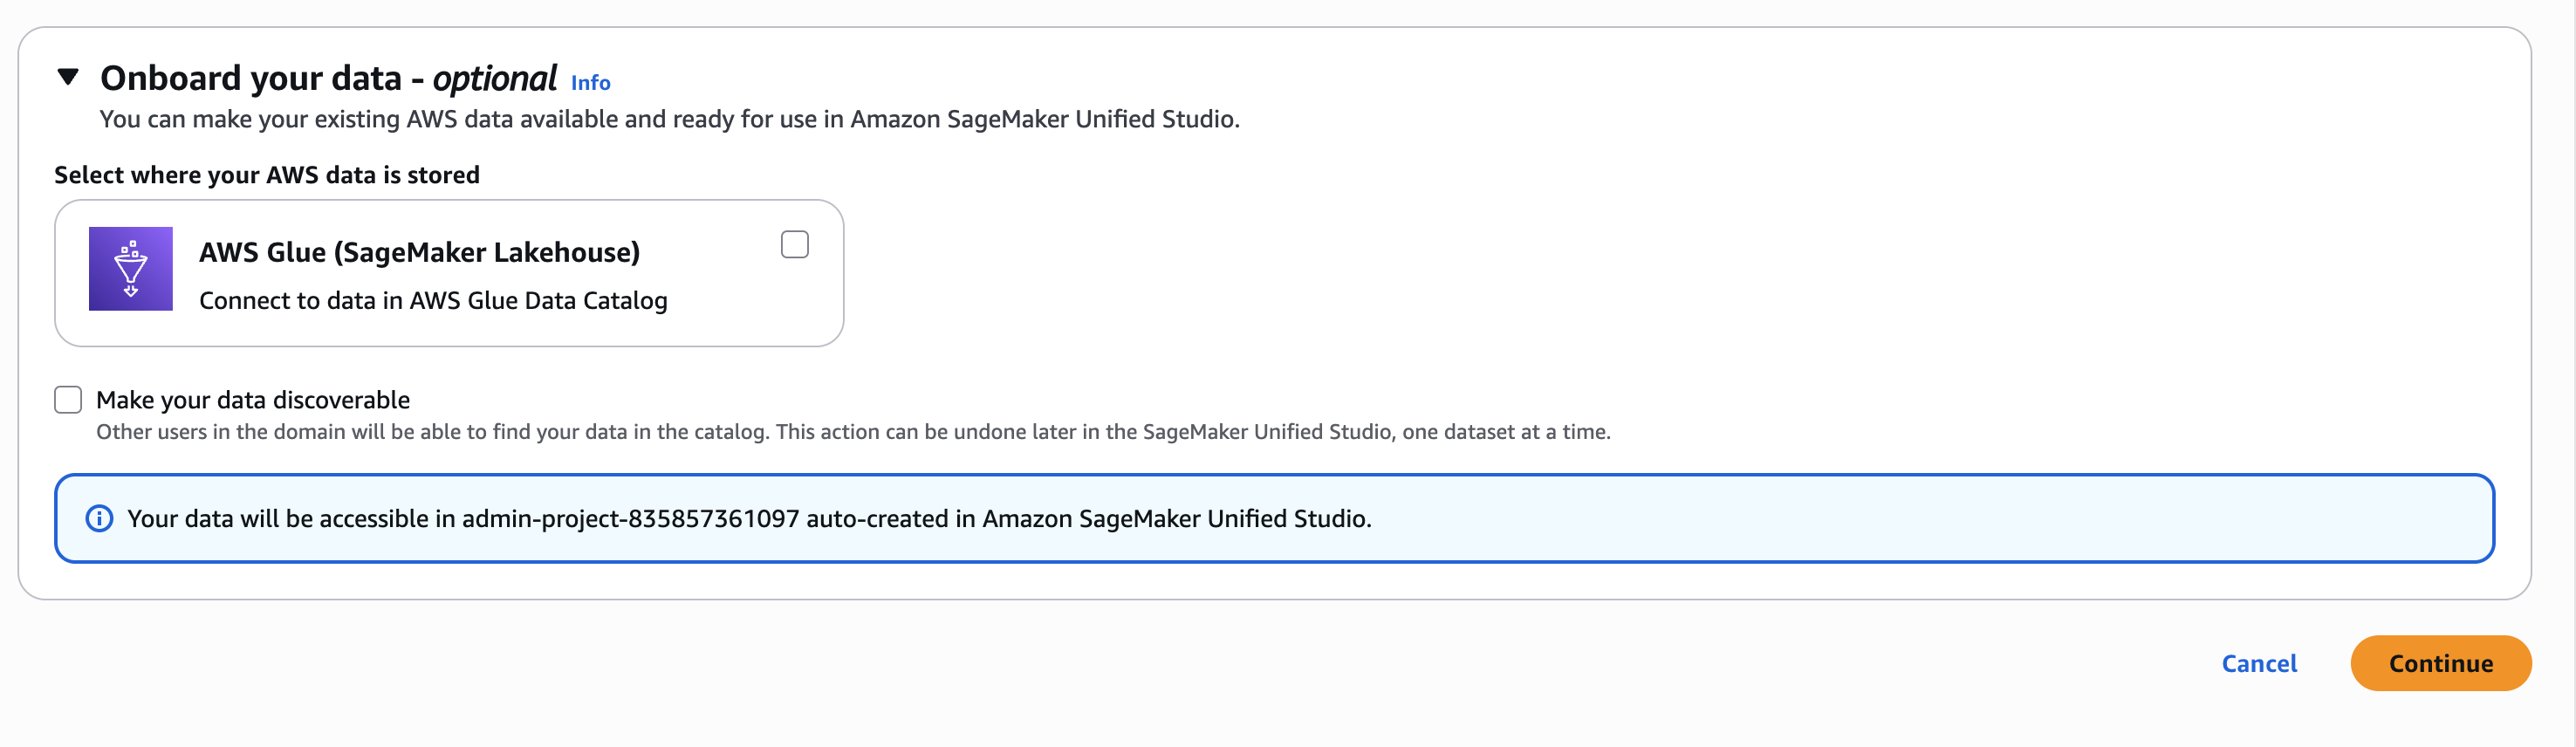 Onboard your data - optional Info
You can make your existing AWS data available and ready for use in Amazon SageMaker Unified Studio.
Select where your AWS data is stored
AWS Glue (SageMaker Lakehouse)
Connect to data in AWS Glue Data Catalog
Make your data discoverable
Other users in the domain will be able to find your data in the catalog. This action can be undone later in the SageMaker Unified Studio, one dataset at a time.
Your data will be accessible in admin-project-835857361097 auto-created in Amazon SageMaker Unified Studio.
Cancel Continue